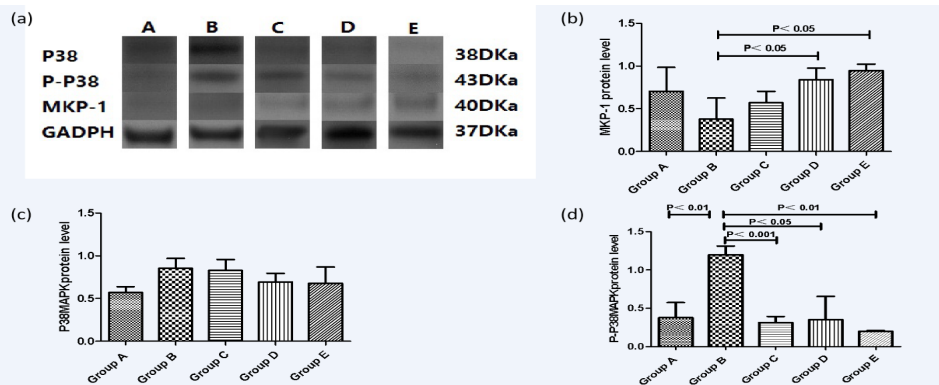 (a)
A B C D E
P38 38DKa
P-P38 43DKa
MKP-1 40DKa
GADPH 37DKa
(b)
P< 0.05
P< 0.05
MKP-1 protein level
1.5
1.0
0.5
0.0
Group A Group B Group C Group D Group E
(c)
P38MAPKprotein level
1.5
1.0
0.5
0.0
Group A Group B Group C Group D Group E
(d)
P< 0.01 P< 0.01
P< 0.05
P< 0.001
P-P38MAPKprotein level
1.5
1.0
0.5
0.0
Group A Group B Group C Group D Group E